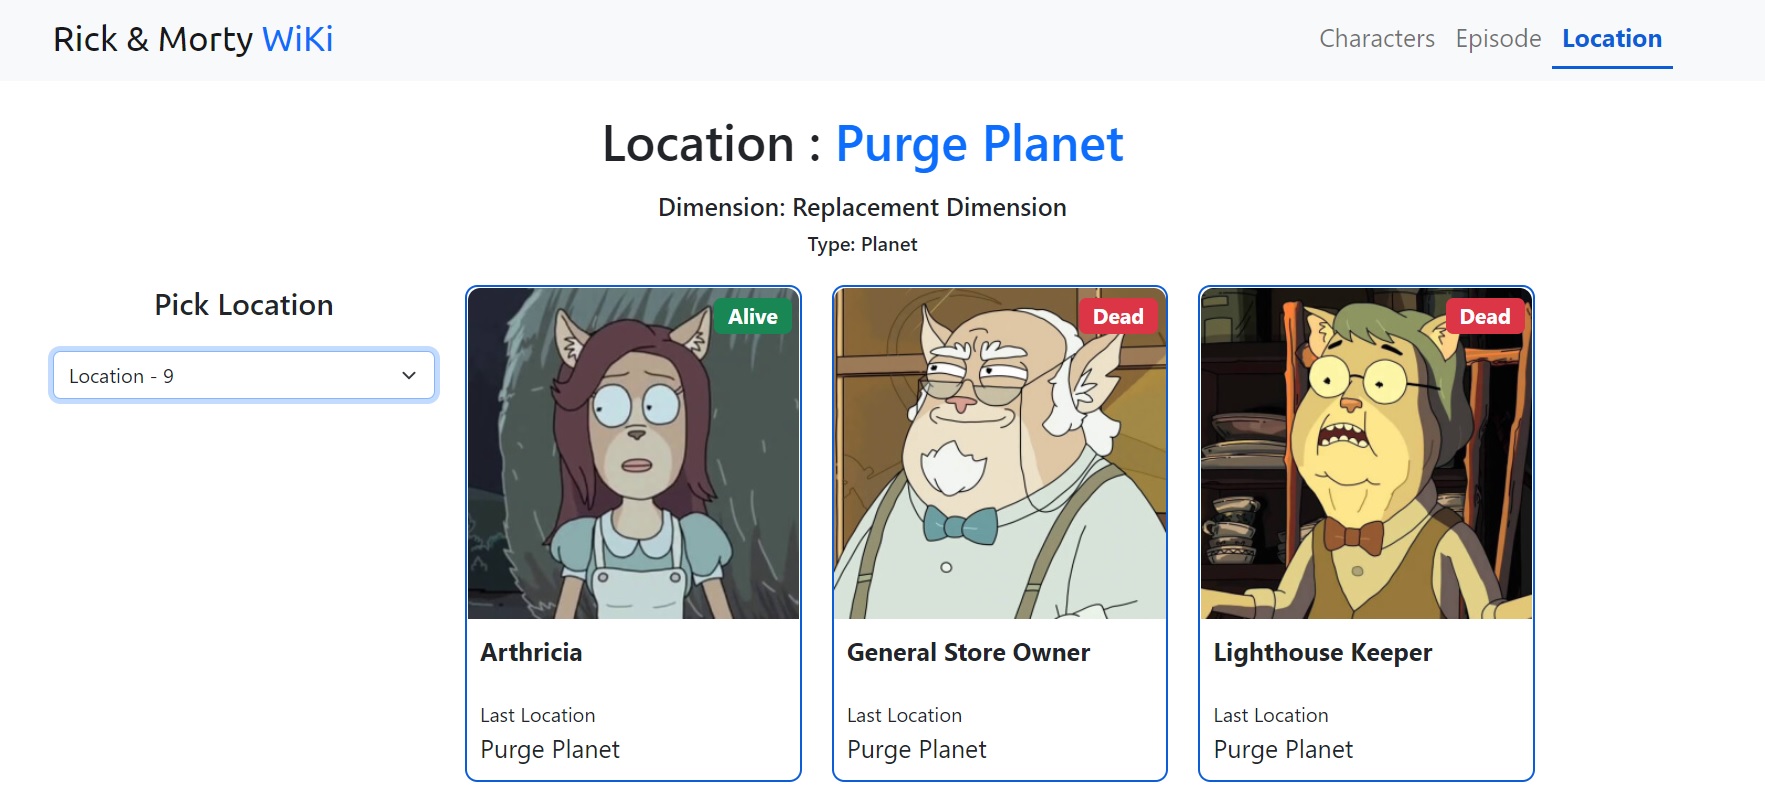 Rick & Morty WiKi
Characters Episode Location
Location : Purge Planet
Dimension: Replacement Dimension
Type: Planet
Pick Location
Location - 9
Alive
Arthricia
Last Location
Purge Planet
Dead
General Store Owner
Last Location
Purge Planet
Dead
Lighthouse Keeper
Last Location
Purge Planet